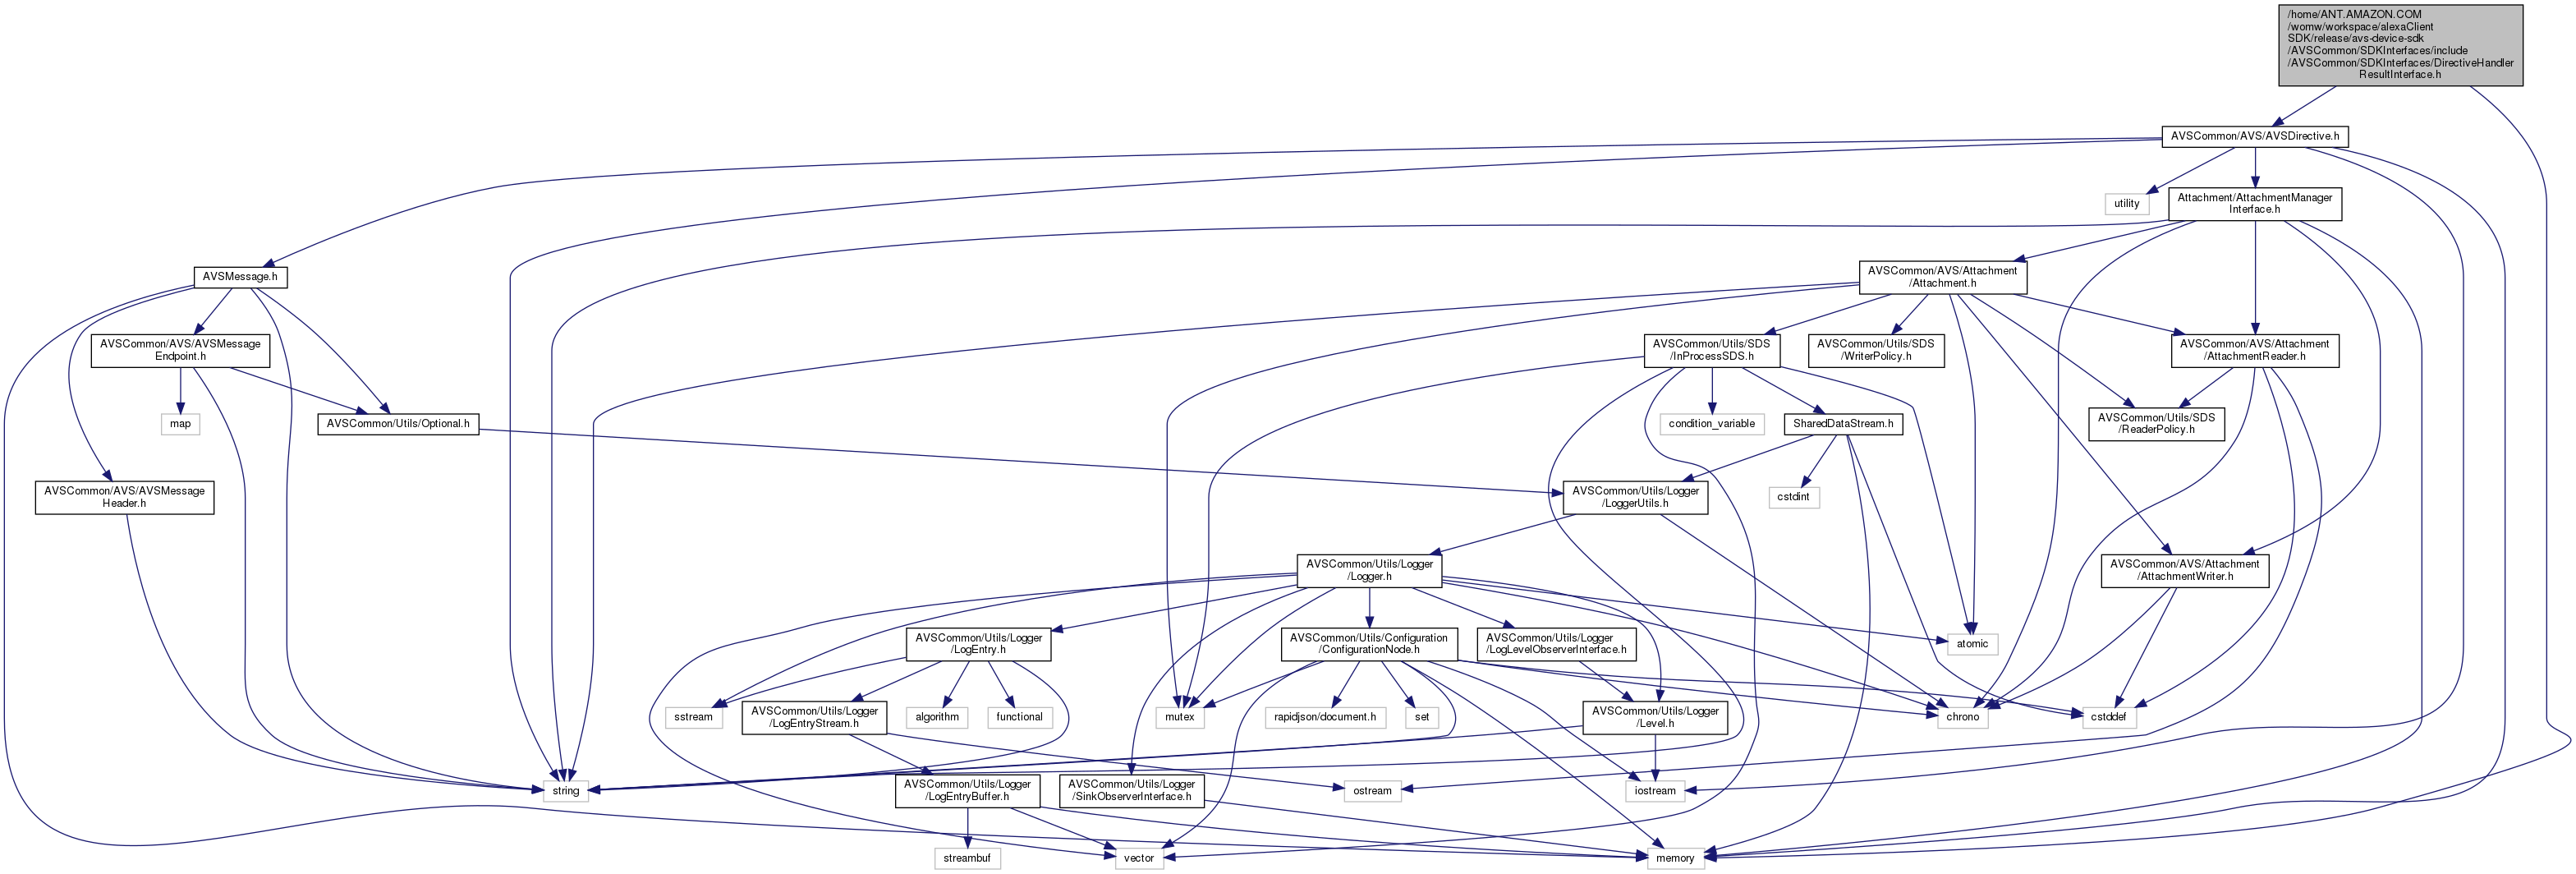 /home/ANT.AMAZON.COM
/womw/workspace/alexaClient
SDK/release/avs-device-sdk
/AVSCommon/SDKInterfaces/include
/AVSCommon/SDKInterfaces/DirectiveHandler
ResultInterface.h
AVSCommon/AVS/AVSDirective.h
utility
Attachment/AttachmentManager
Interface.h
AVSMessage.h
AVSCommon/AVS/Attachment
/Attachment.h
AVSCommon/AVS/AVSMessage
Endpoint.h
AVSCommon/Utils/SDS
/InProcessSDS.h
AVSCommon/Utils/SDS
/WriterPolicy.h
AVSCommon/AVS/Attachment
/AttachmentReader.h
map
AVSCommon/Utils/Optional.h
condition_variable
SharedDataStream.h
AVSCommon/Utils/SDS
/ReaderPolicy.h
AVSCommon/AVS/AVSMessage
Header.h
AVSCommon/Utils/Logger
/LoggerUtils.h
cstdint
AVSCommon/Utils/Logger
/Logger.h
AVSCommon/AVS/Attachment
/AttachmentWriter.h
AVSCommon/Utils/Logger
/LogEntry.h
AVSCommon/Utils/Configuration
/ConfigurationNode.h
AVSCommon/Utils/Logger
/LogLevelObserverInterface.h
atomic
sstream
AVSCommon/Utils/Logger
/LogEntryStream.h
algorithm
functional
mutex
rapidjson/document.h
set
AVSCommon/Utils/Logger
/Level.h
chrono
cstddef
string
AVSCommon/Utils/Logger
/LogEntryBuffer.h
AVSCommon/Utils/Logger
/SinkObserverInterface.h
ostream
iostream
streambuf
vector
memory